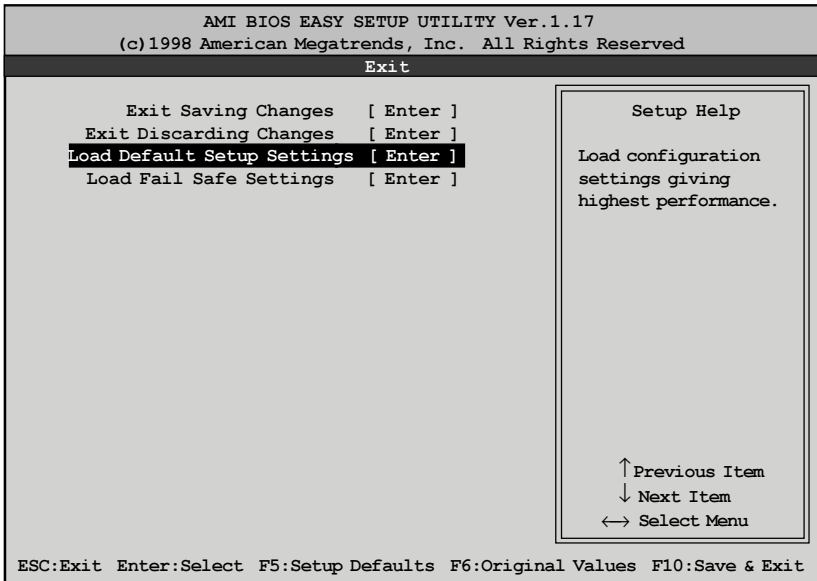 AMI BIOS EASY SETUP UTILITY Ver.1.17
(c)1998 American Megatrends, Inc. All Rights Reserved
Exit
Exit Saving Changes [ Enter ]
Exit Discarding Changes [ Enter ]
Load Default Setup Settings [ Enter ]
Load Fail Safe Settings [ Enter ]
Setup Help
Load configuration
settings giving
highest performance.
↑ Previous Item
↓ Next Item
←→ Select Menu
ESC:Exit Enter:Select F5:Setup Defaults F6:Original Values F10:Save & Exit